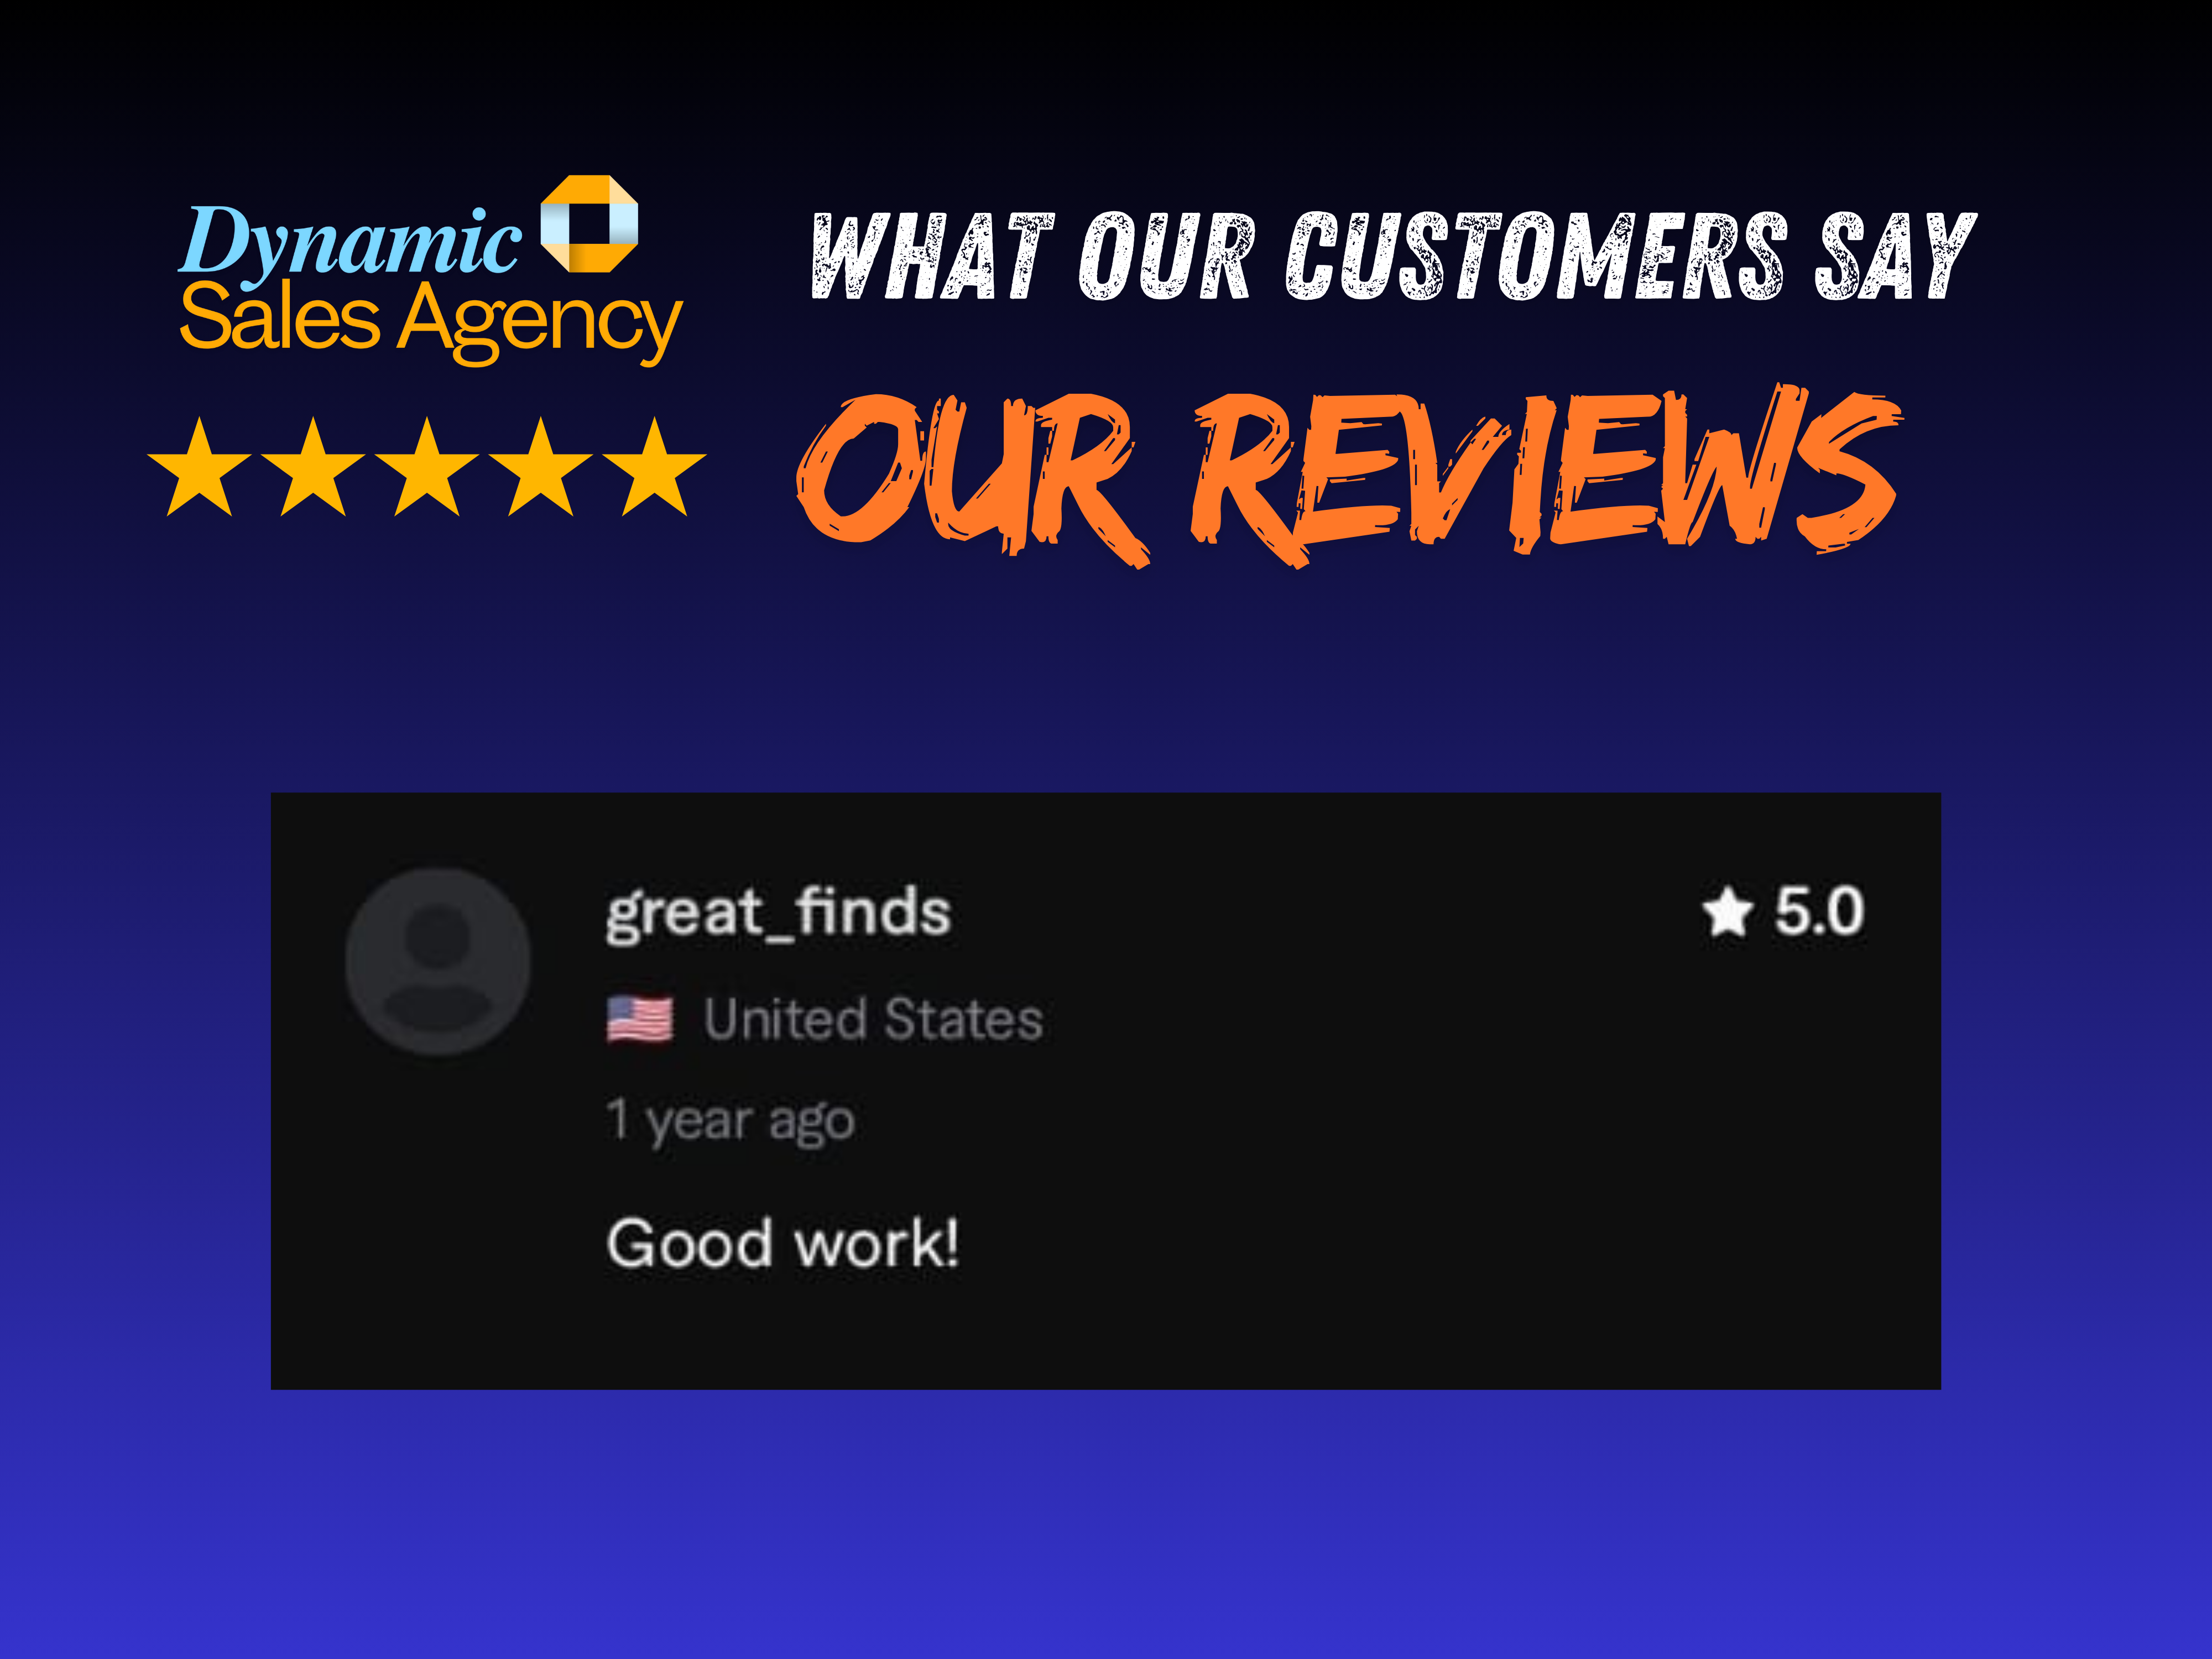 Dynamic
Sales Agency
WHAT OUR CUSTOMERS SAY
OUR REVIEWS
great_finds
5.0
United States
1 year ago
Good work!